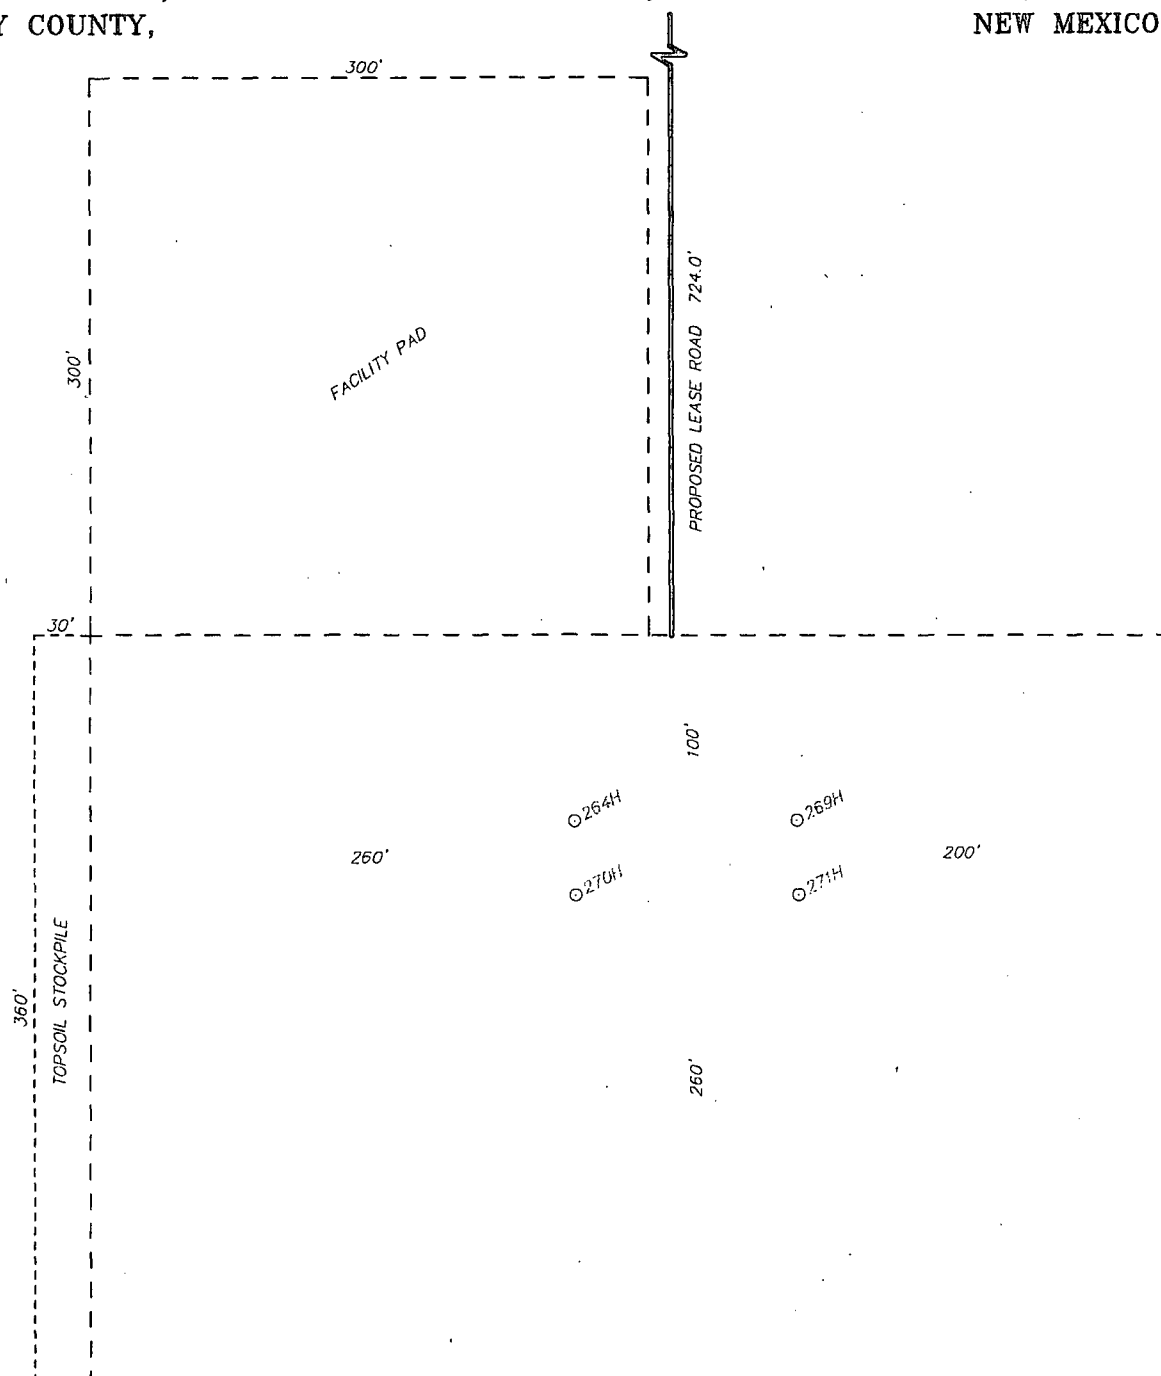 Y COUNTY, NEW MEXICO
300'
300'
FACILITY PAD
PROPOSED LEASE ROAD 724.0'
30'
100'
264H
269H
260'
200'
270H
271H
TOPSOIL STOCKPILE
360'
260'